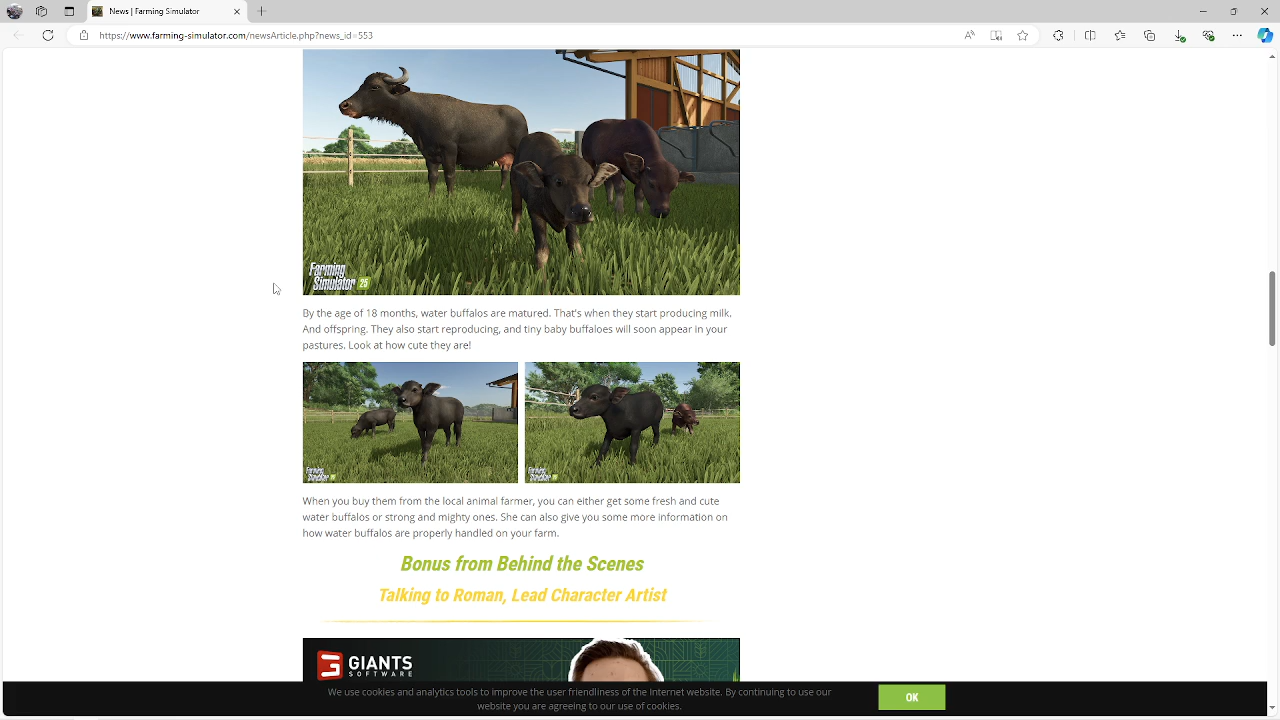 News | Farming Simulator
https://www.farming-simulator.com/newsArticle.php?news_id=553
Farming
Simulator 25
By the age of 18 months, water buffalos are matured. That's when they start producing milk.
And offspring. They also start reproducing, and tiny baby buffaloes will soon appear in your
pastures. Look at how cute they are!
Farming
Simulator
Farming
Simulator
When you buy them from the local animal farmer, you can either get some fresh and cute
water buffalos or strong and mighty ones. She can also give you some more information on
how water buffalos are properly handled on your farm.
Bonus from Behind the Scenes
Talking to Roman, Lead Character Artist
GIANTS
SOFTWARE
We use cookies and analytics tools to improve the user friendliness of the Internet website. By continuing to use our
website you are agreeing to our use of cookies.
OK